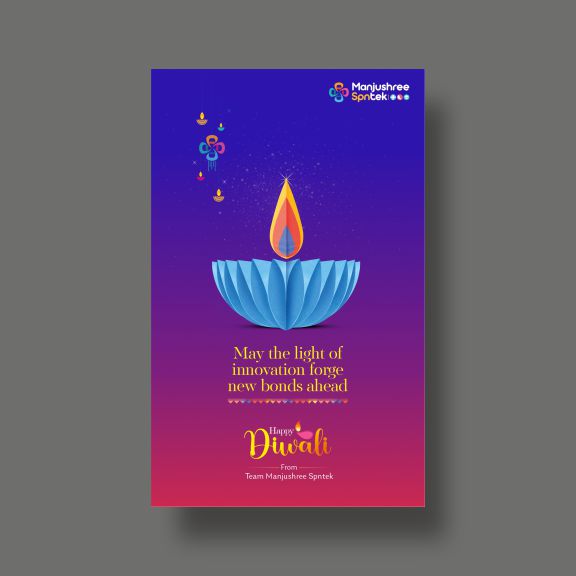 Manjushree
Spntek
May the light of
innovation forge
new bonds ahead
Happy
Diwali
From
Team Manjushree Spntek